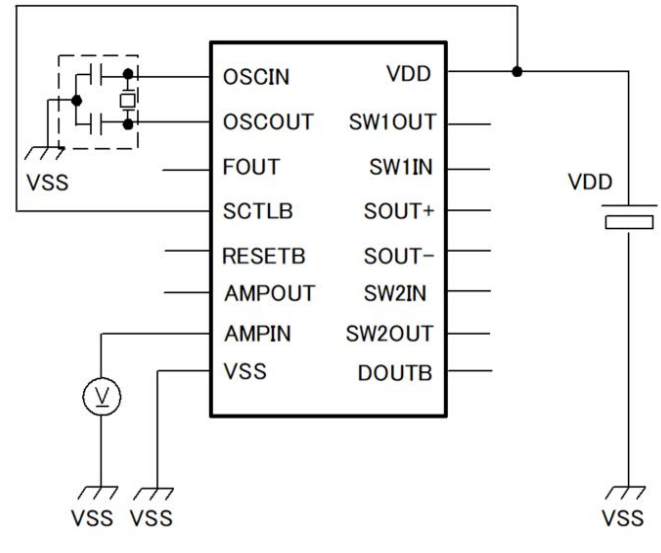 OSCIN VDD
OSCOUT SW1OUT
FOUT SW1IN
VSS
VDD
SCTLB SOUT+
RESETB SOUT-
AMPOUT SW2IN
AMPIN SW2OUT
VSS DOUTB
V
VSS VSS VSS